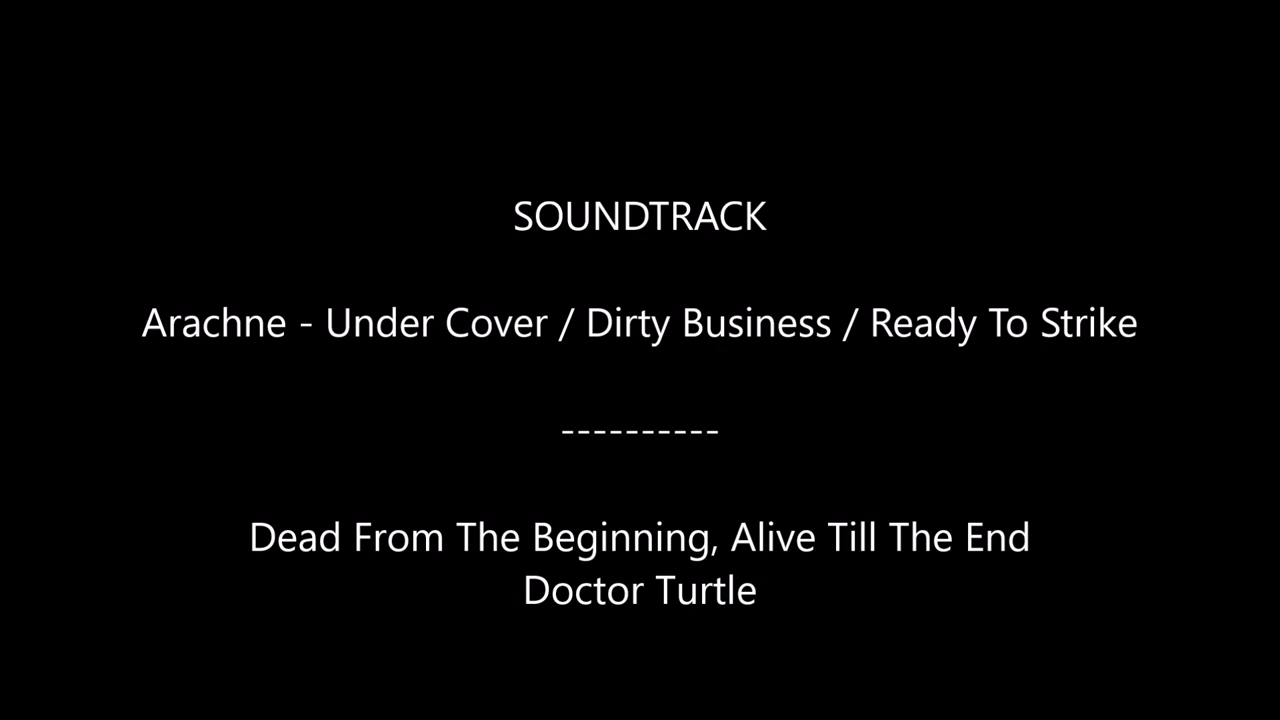 SOUNDTRACK
Arachne - Under Cover / Dirty Business / Ready To Strike
----------
Dead From The Beginning, Alive Till The End
Doctor Turtle